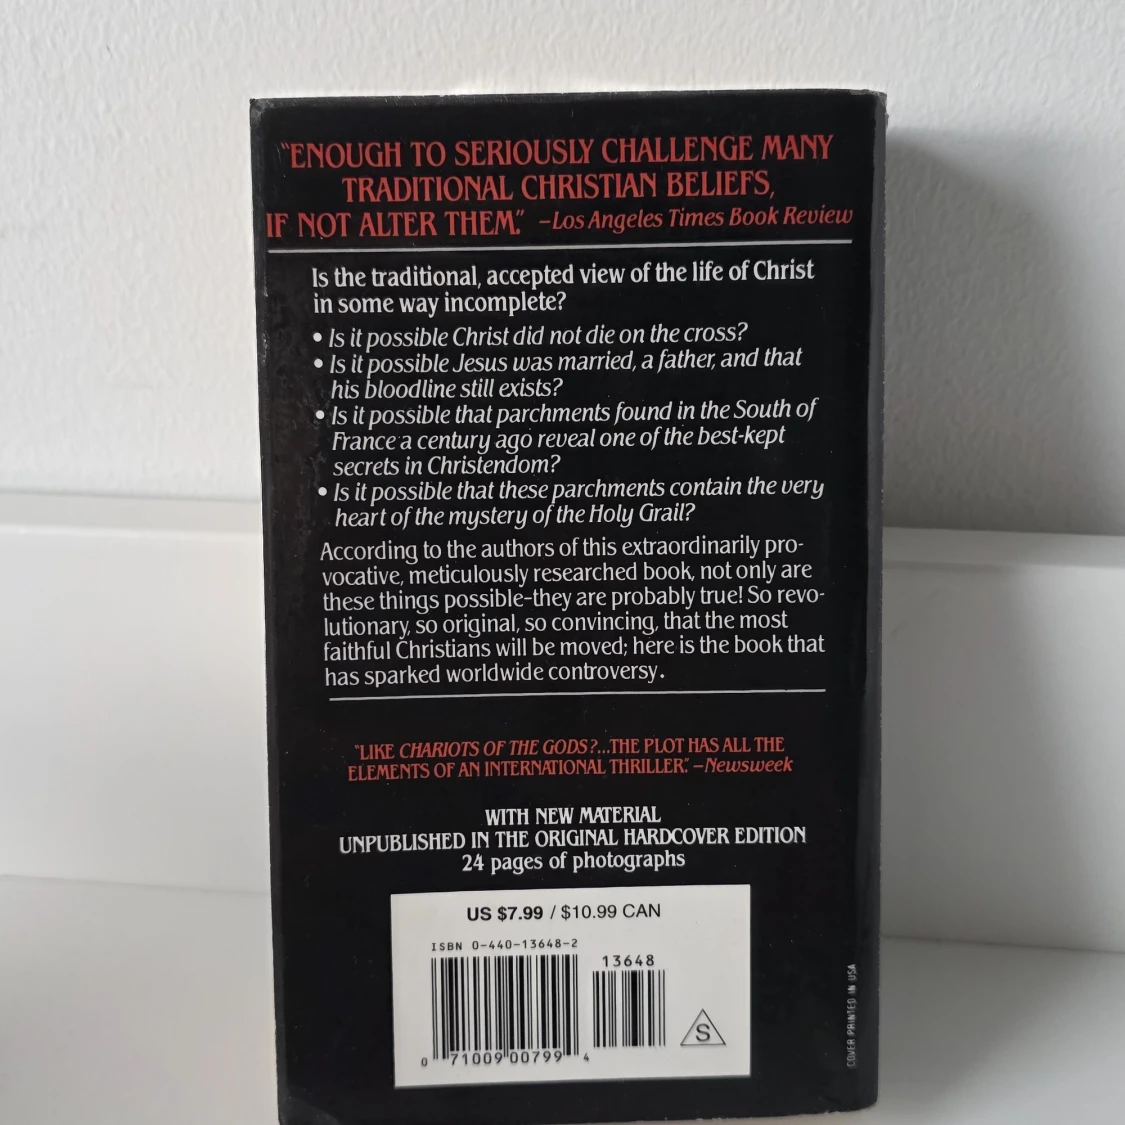 "ENOUGH TO SERIOUSLY CHALLENGE MANY
TRADITIONAL CHRISTIAN BELIEFS,
IF NOT ALTER THEM." –Los Angeles Times Book Review
Is the traditional, accepted view of the life of Christ
in some way incomplete?
• Is it possible Christ did not die on the cross?
• Is it possible Jesus was married, a father, and that
his bloodline still exists?
• Is it possible that parchments found in the South of
France a century ago reveal one of the best-kept
secrets in Christendom?
• Is it possible that these parchments contain the very
heart of the mystery of the Holy Grail?
According to the authors of this extraordinarily pro-
vocative, meticulously researched book, not only are
these things possible–they are probably true! So revo-
lutionary, so original, so convincing, that the most
faithful Christians will be moved; here is the book that
has sparked worldwide controversy.
"LIKE CHARIOTS OF THE GODS?...THE PLOT HAS ALL THE
ELEMENTS OF AN INTERNATIONAL THRILLER." –Newsweek
WITH NEW MATERIAL
UNPUBLISHED IN THE ORIGINAL HARDCOVER EDITION
24 pages of photographs
US $7.99 / $10.99 CAN
ISBN 0-440-13648-2
13648
S
0 71009 00799 4
COVER PRINTED IN USA